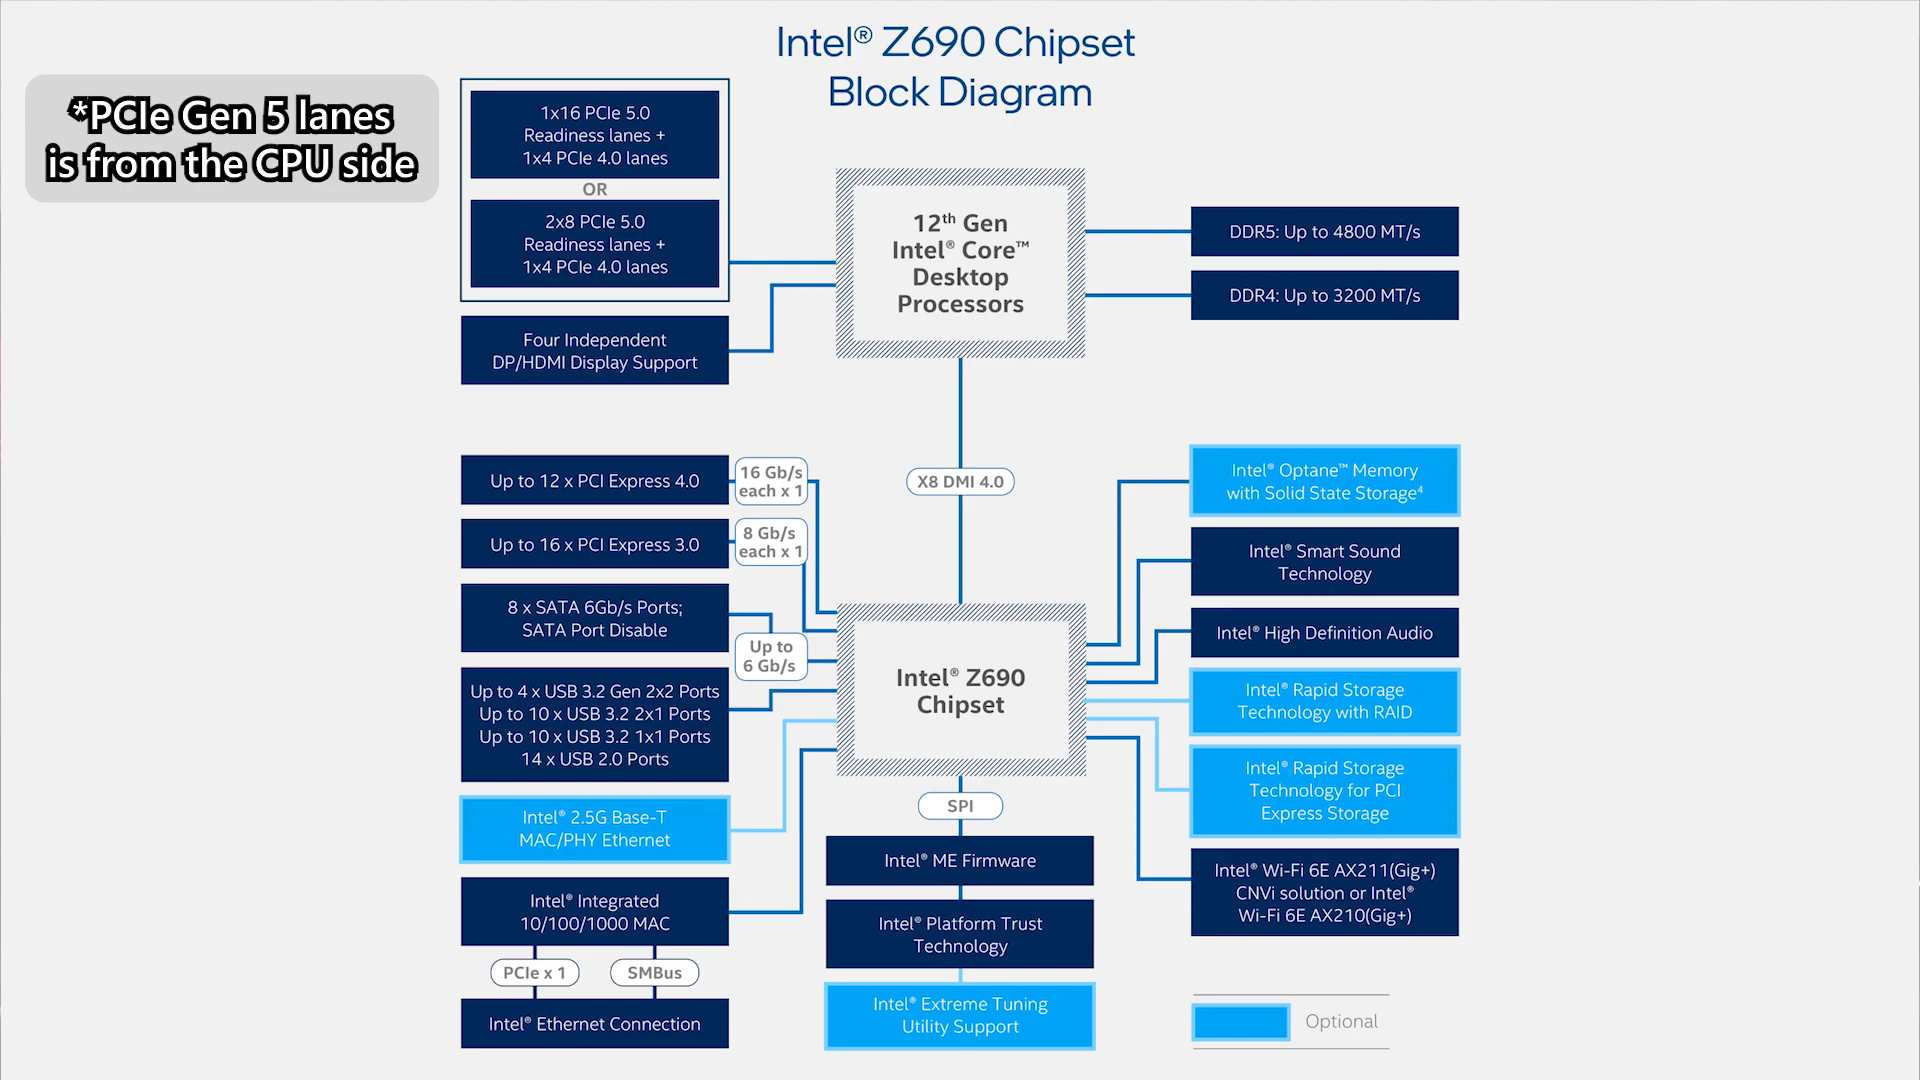 Intel® Z690 Chipset
Block Diagram
*PCIe Gen 5 lanes
is from the CPU side
1x16 PCIe 5.0
Readiness lanes +
1x4 PCIe 4.0 lanes
OR
2x8 PCIe 5.0
Readiness lanes +
1x4 PCIe 4.0 lanes
Four Independent
DP/HDMI Display Support
12th Gen
Intel® Core™
Desktop
Processors
DDR5: Up to 4800 MT/s
DDR4: Up to 3200 MT/s
X8 DMI 4.0
Up to 12 x PCI Express 4.0
16 Gb/s
each x 1
Up to 16 x PCI Express 3.0
8 Gb/s
each x 1
8 x SATA 6Gb/s Ports;
SATA Port Disable
Up to
6 Gb/s
Up to 4 x USB 3.2 Gen 2x2 Ports
Up to 10 x USB 3.2 2x1 Ports
Up to 10 x USB 3.2 1x1 Ports
14 x USB 2.0 Ports
Intel® 2.5G Base-T
MAC/PHY Ethernet
Intel® Integrated
10/100/1000 MAC
PCIe x 1
SMBus
Intel® Ethernet Connection
Intel® Z690
Chipset
SPI
Intel® ME Firmware
Intel® Platform Trust
Technology
Intel® Extreme Tuning
Utility Support
Intel® Optane™ Memory
with Solid State Storage⁴
Intel® Smart Sound
Technology
Intel® High Definition Audio
Intel® Rapid Storage
Technology with RAID
Intel® Rapid Storage
Technology for PCI
Express Storage
Intel® Wi-Fi 6E AX211(Gig+)
CNVi solution or Intel®
Wi-Fi 6E AX210(Gig+)
Optional